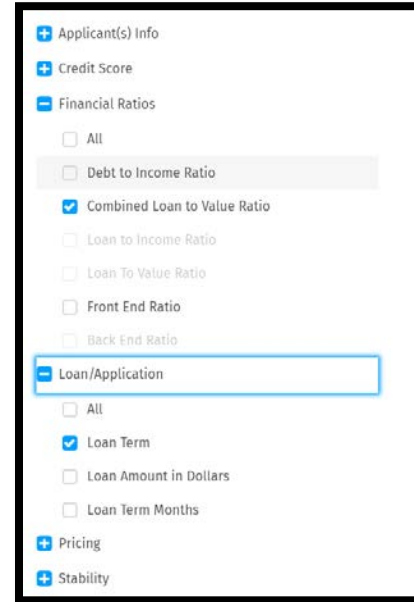 Applicant(s) Info
Credit Score
Financial Ratios
All
Debt to Income Ratio
Combined Loan to Value Ratio
Loan to Income Ratio
Loan To Value Ratio
Front End Ratio
Back End Ratio
Loan/Application
All
Loan Term
Loan Amount in Dollars
Loan Term Months
Pricing
Stability